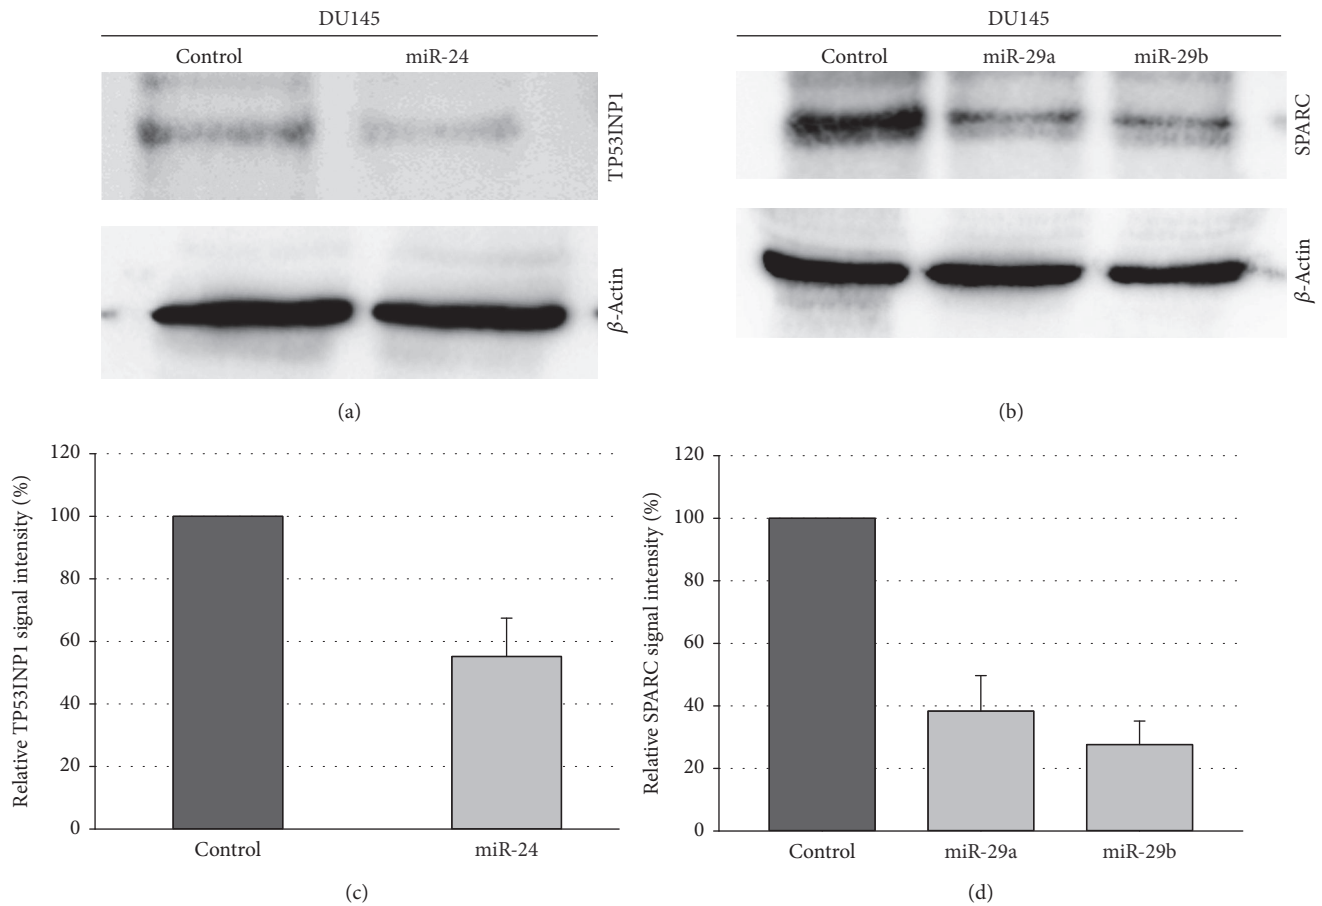 DU145
Control miR-24
TP53INP1
β-Actin
(a)
DU145
Control miR-29a miR-29b
SPARC
β-Actin
(b)
Relative TP53INP1 signal intensity (%)
120
100
80
60
40
20
0
Control miR-24
(c)
Relative SPARC signal intensity (%)
120
100
80
60
40
20
0
Control miR-29a miR-29b
(d)